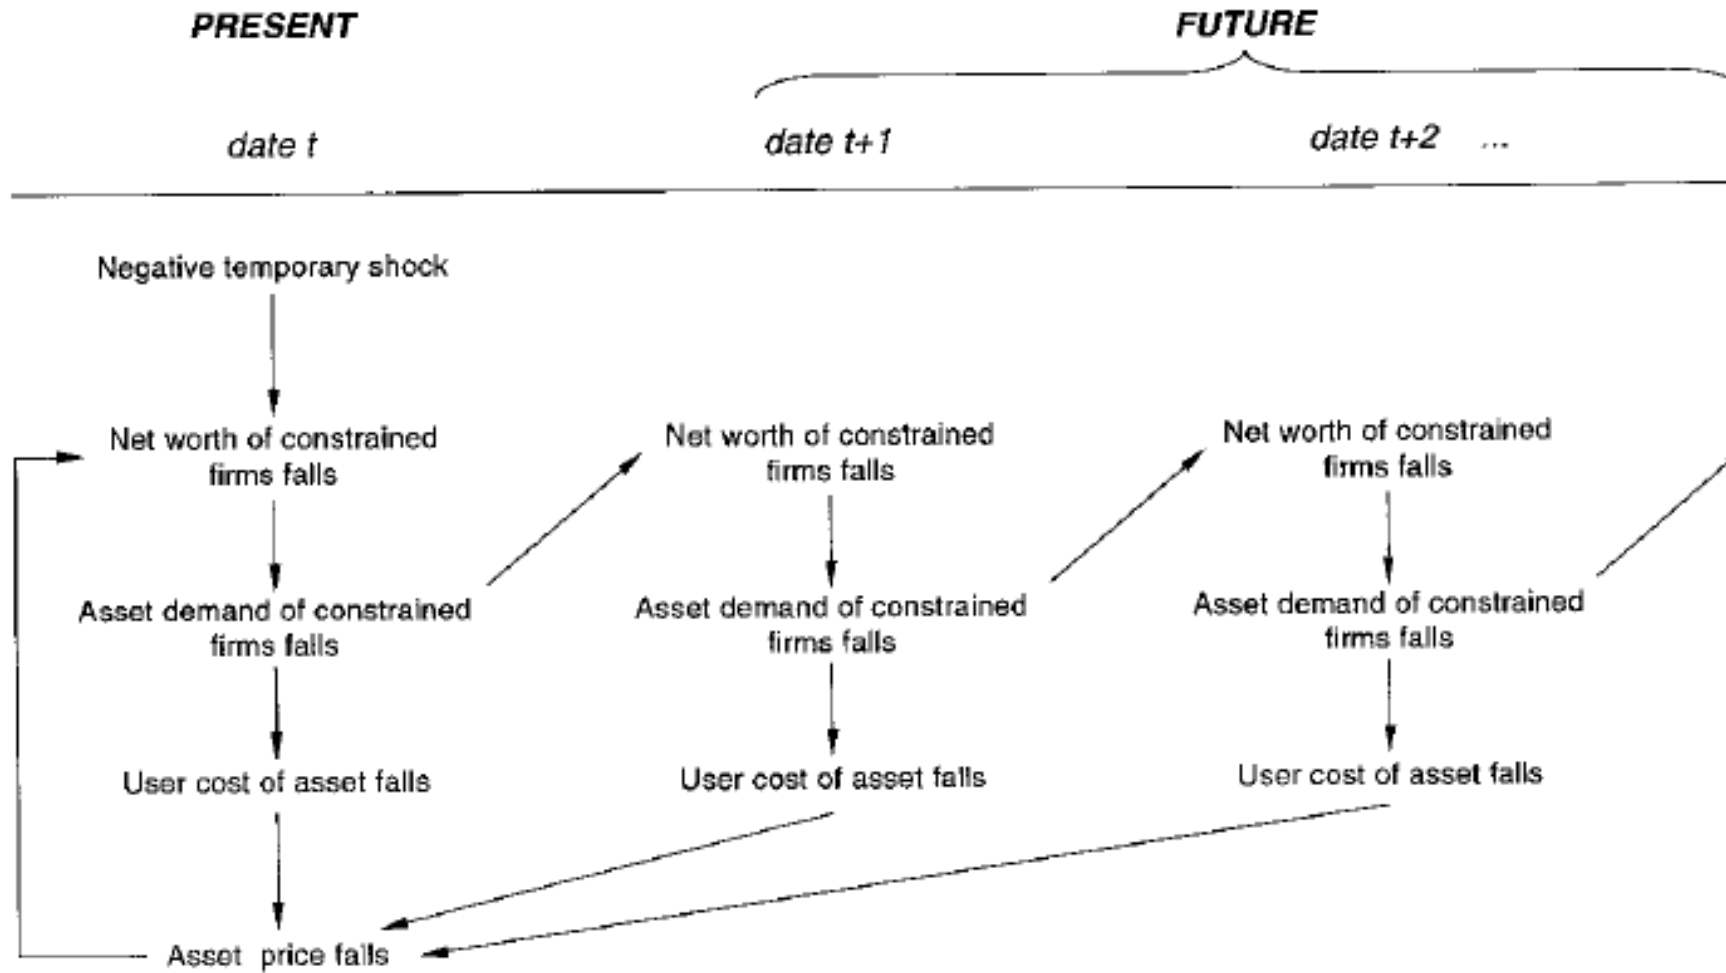 PRESENT FUTURE
date t date t+1 date t+2 ...
Negative temporary shock
Net worth of constrained
firms falls
Net worth of constrained
firms falls
Net worth of constrained
firms falls
Asset demand of constrained
firms falls
Asset demand of constrained
firms falls
Asset demand of constrained
firms falls
User cost of asset falls
User cost of asset falls
User cost of asset falls
Asset price falls